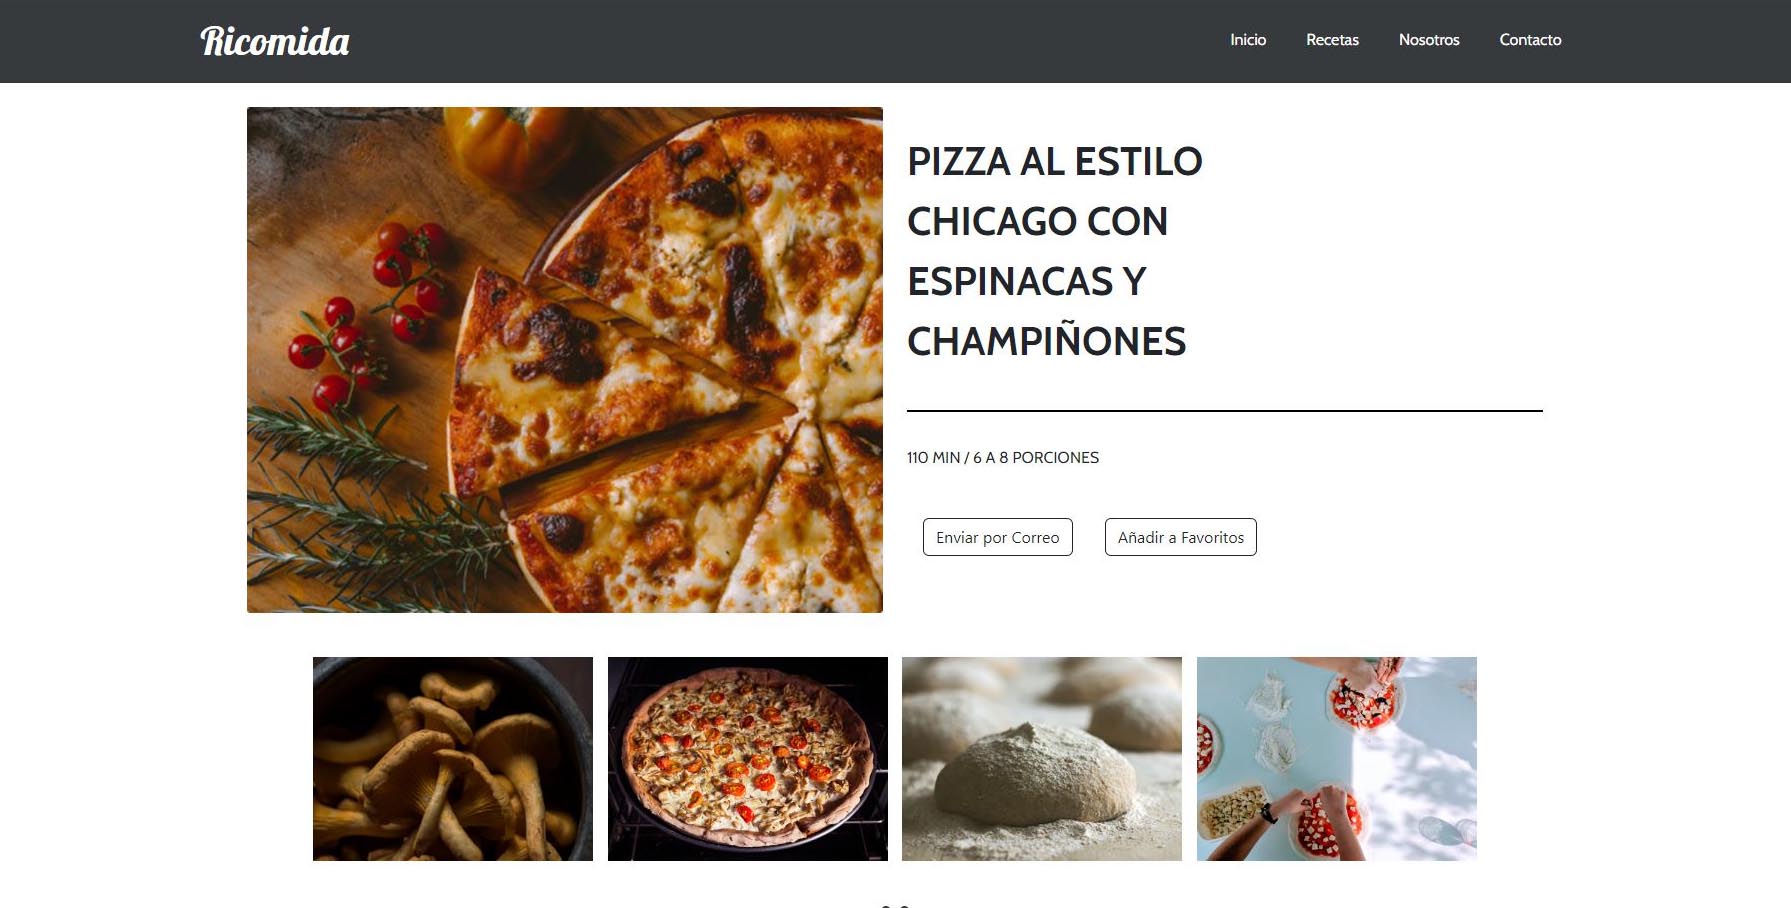 Ricomida
Inicio Recetas Nosotros Contacto
PIZZA AL ESTILO
CHICAGO CON
ESPINACAS Y
CHAMPIÑONES
110 MIN / 6 A 8 PORCIONES
Enviar por Correo Añadir a Favoritos